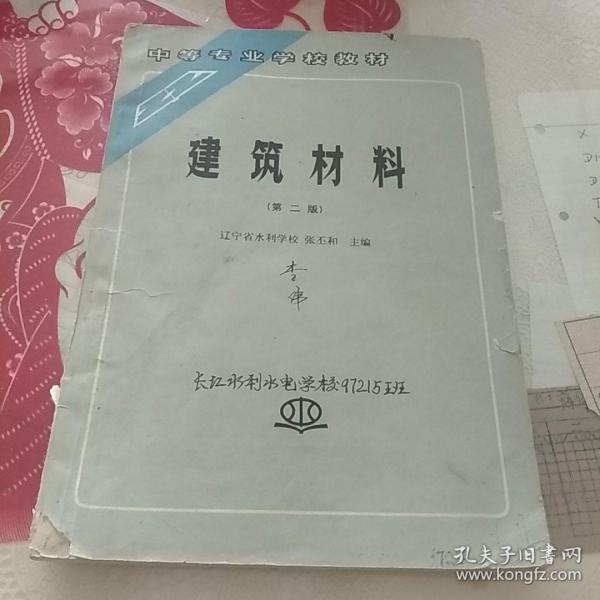 中等专业学校教材
建筑材料
(第二版)
辽宁省水利学校 张丕和 主编
李
伟
长江水利水电学校97215班
X
D
孔夫子旧书网
www.kongfz.com